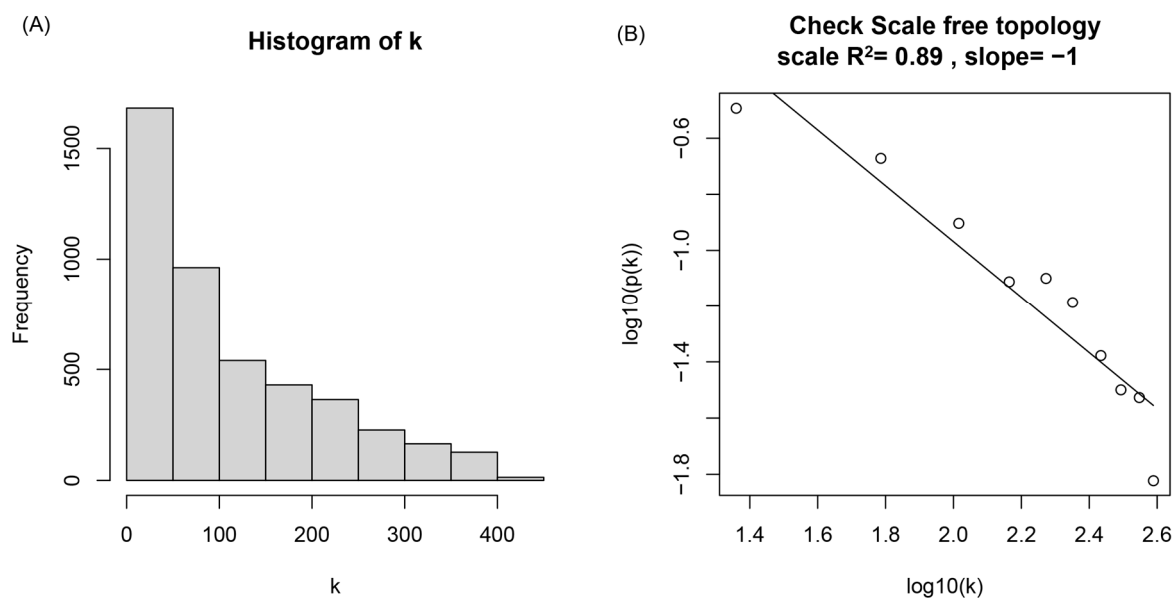 (A)
Histogram of k
Frequency
0
500
1000
1500
0
100
200
300
400
k
(B)
Check Scale free topology
scale R²= 0.89 , slope= −1
log10(p(k))
−0.6
−1.0
−1.4
−1.8
1.4
1.6
1.8
2.0
2.2
2.4
2.6
log10(k)